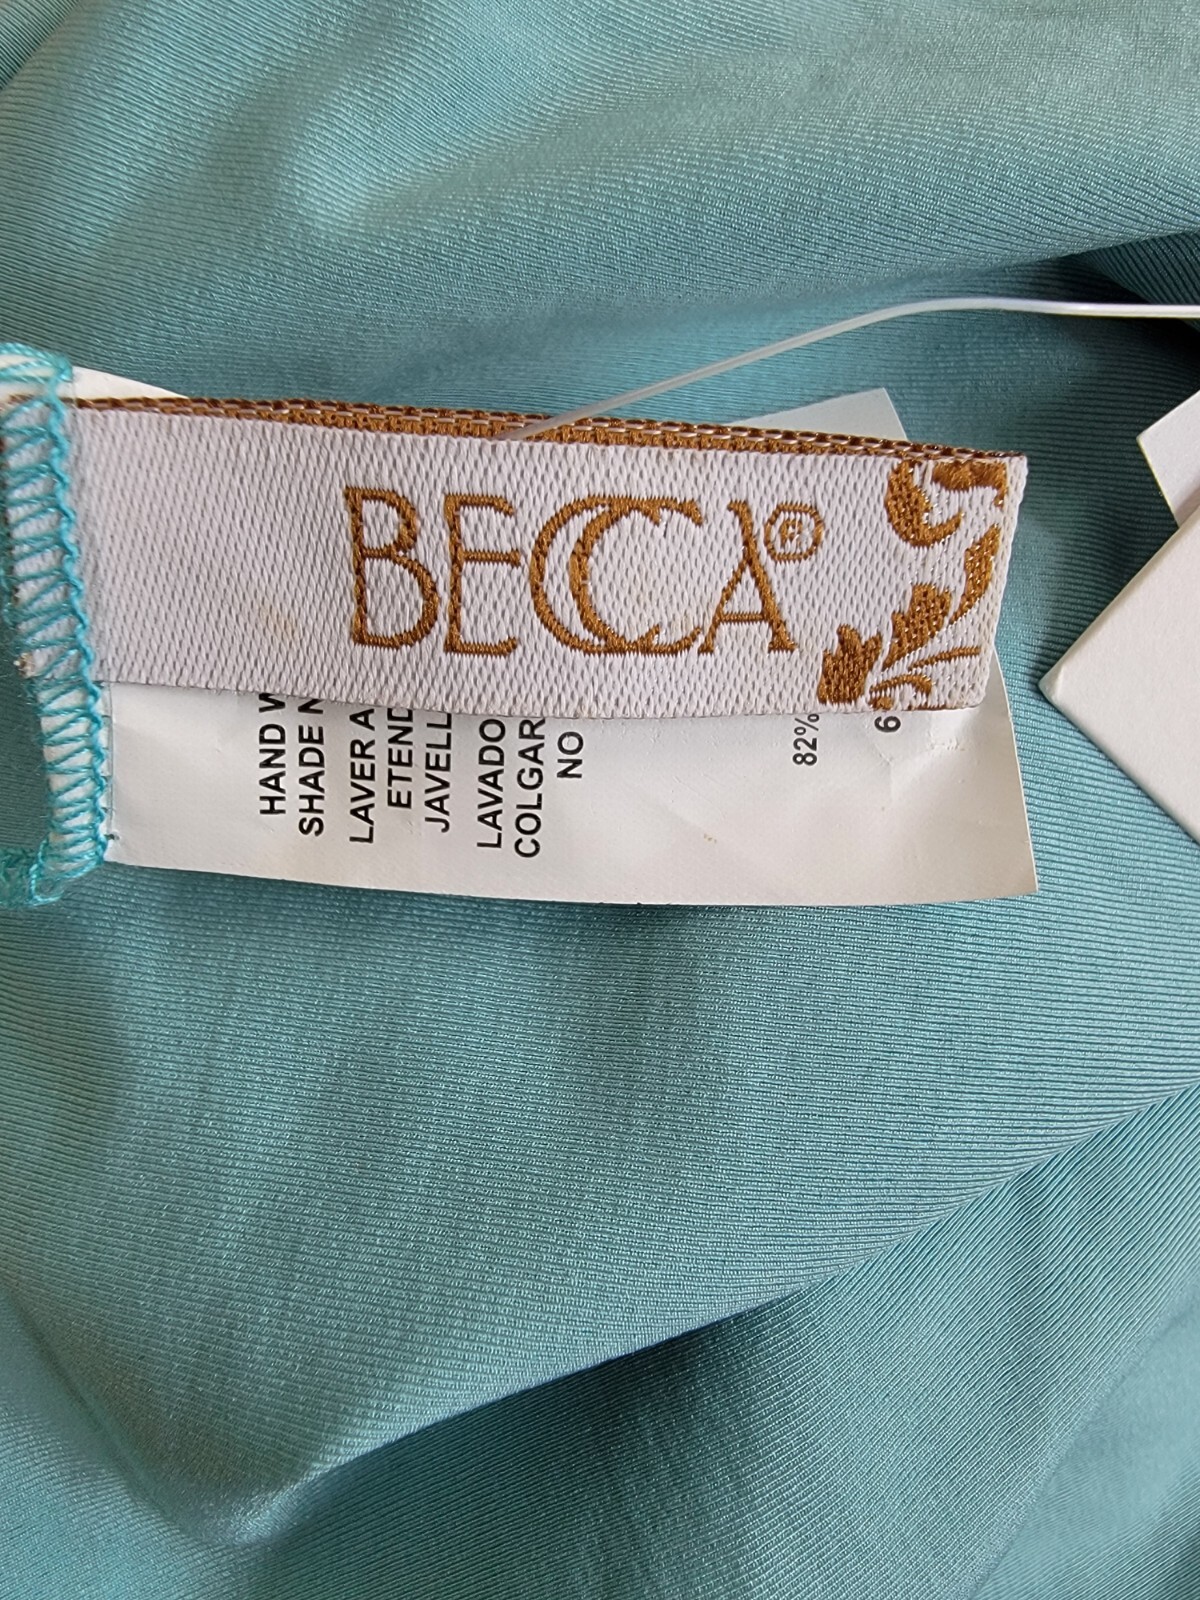 BECCA®
HAND W
SHADE N
LAVER A
ETEND
JAVELL
LAVADO
COLGAR
NO
82%
6